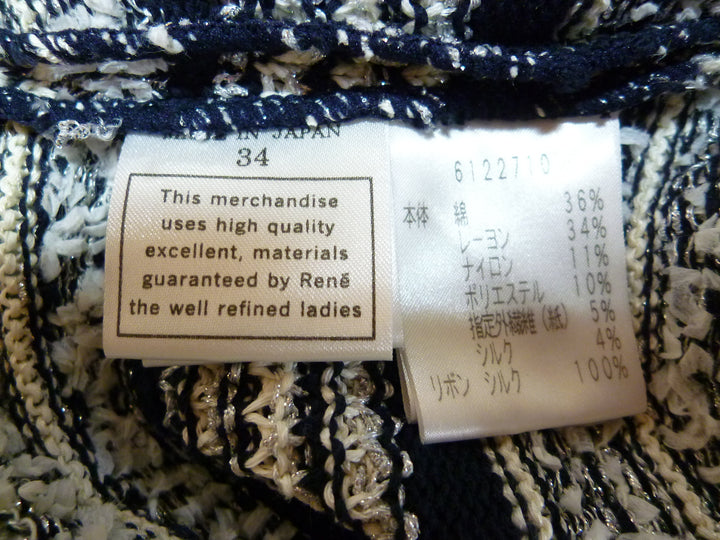 IN JAPAN
34
This merchandise
uses high quality
excellent, materials
guaranteed by René
the well refined ladies
6122710
本体 綿 36%
レーヨン 34%
ナイロン 11%
ポリエステル 10%
指定外繊維（紙） 5%
シルク 4%
リボン シルク 100%